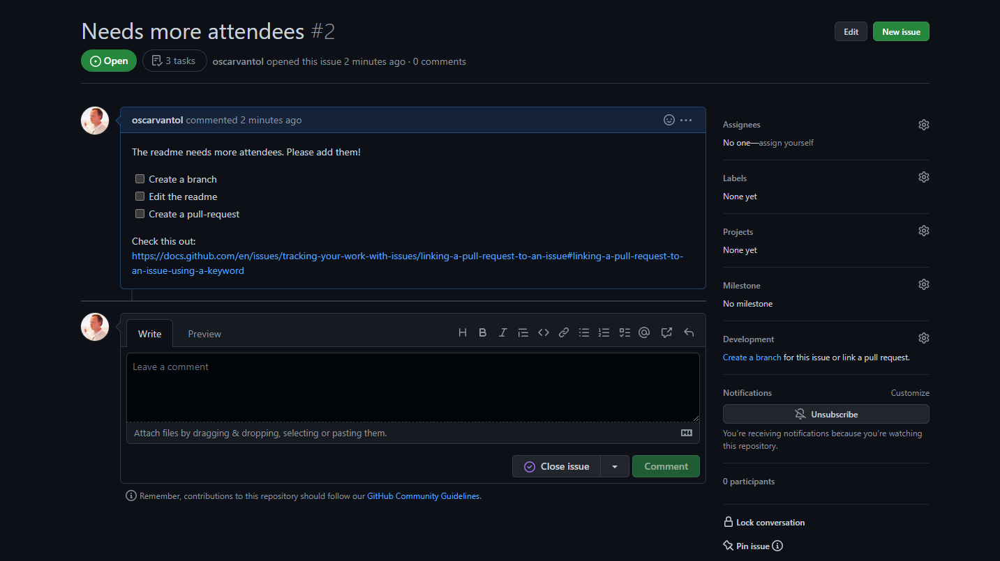 Needs more attendees #2
Edit
New issue
Open
3 tasks
oscarvantol opened this issue 2 minutes ago · 0 comments
oscarvantol commented 2 minutes ago
The readme needs more attendees. Please add them!
Create a branch
Edit the readme
Create a pull-request
Check this out:
https://docs.github.com/en/issues/tracking-your-work-with-issues/linking-a-pull-request-to-an-issue#linking-a-pull-request-to-
an-issue-using-a-keyword
Write
Preview
Leave a comment
Attach files by dragging & dropping, selecting or pasting them.
Close issue
Comment
Remember, contributions to this repository should follow our GitHub Community Guidelines.
Assignees
No one—assign yourself
Labels
None yet
Projects
None yet
Milestone
No milestone
Development
Create a branch for this issue or link a pull request.
Notifications
Customize
Unsubscribe
You’re receiving notifications because you’re watching
this repository.
0 participants
Lock conversation
Pin issue